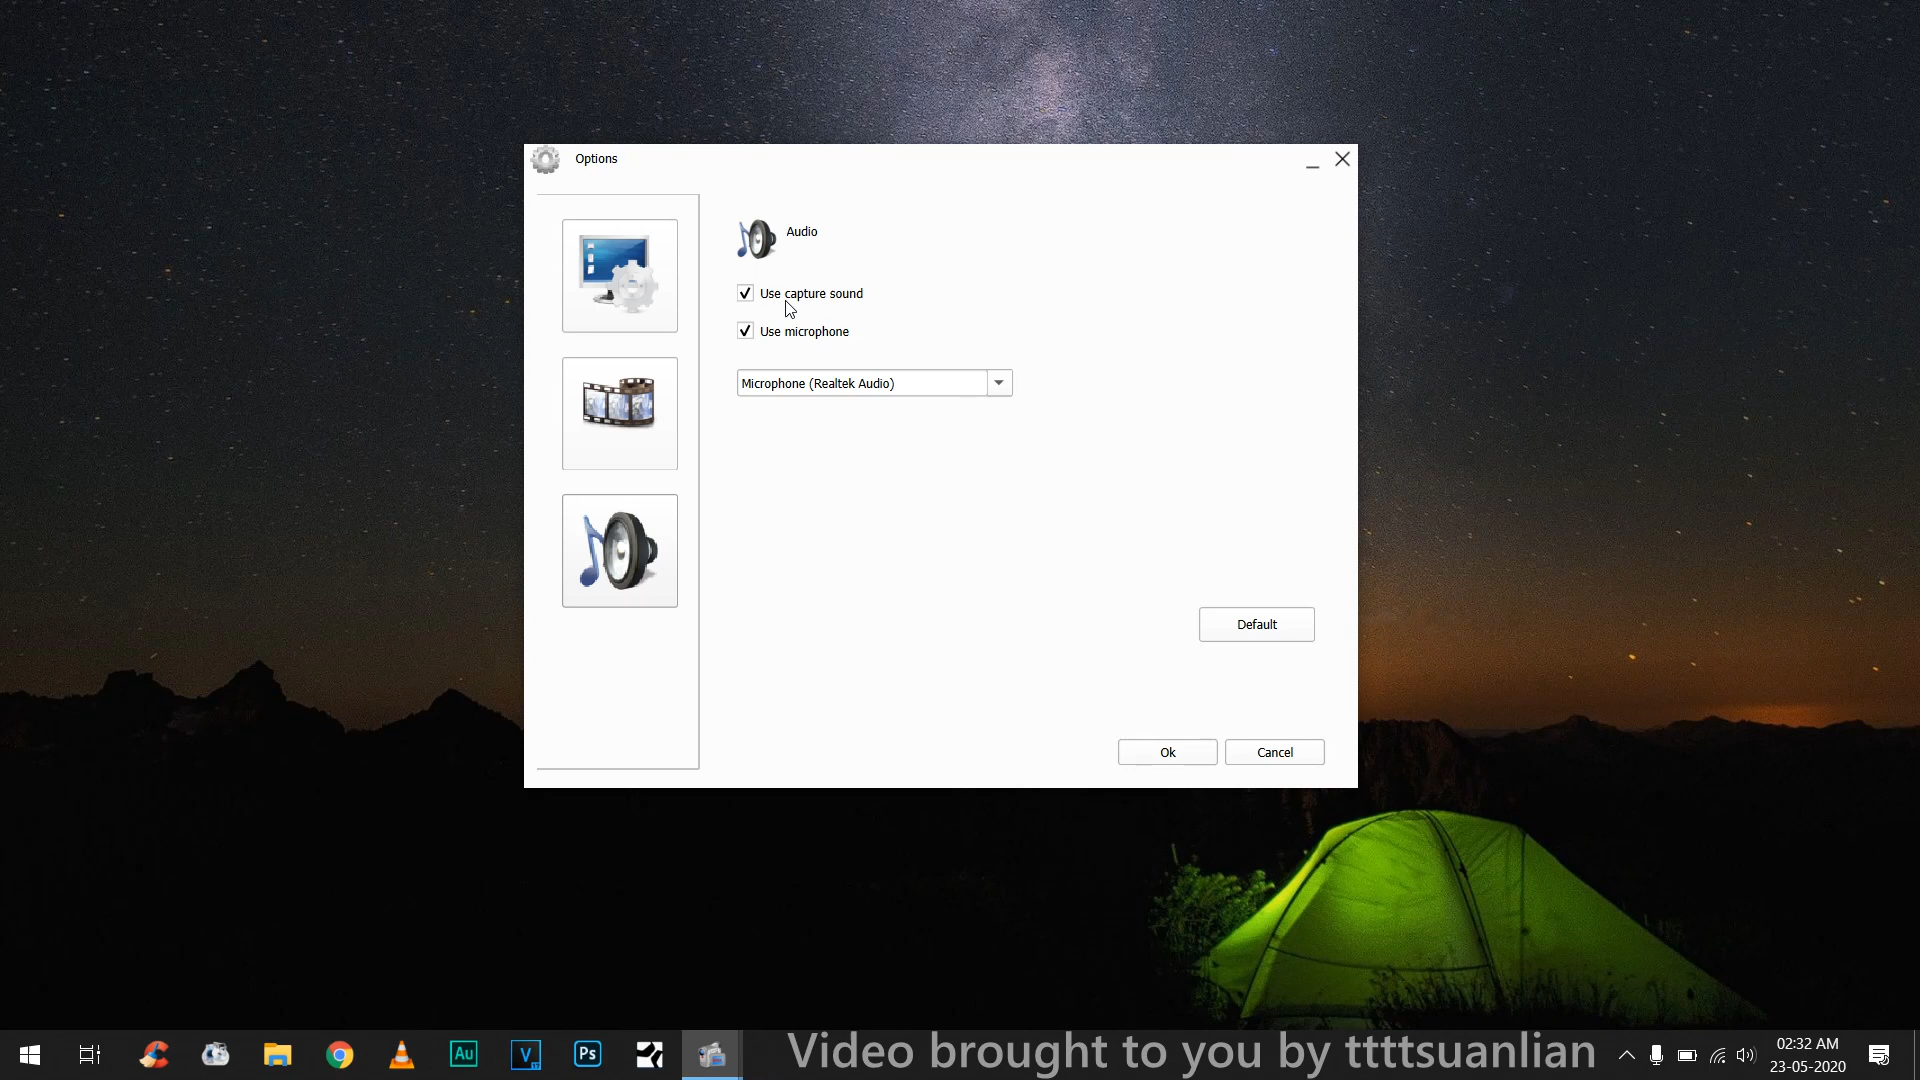 Options
Audio
Use capture sound
Use microphone
Microphone (Realtek Audio)
Default
Ok
Cancel
Au
V
Ps
Video brought to you by ttttsuanlian
02:32 AM
23-05-2020